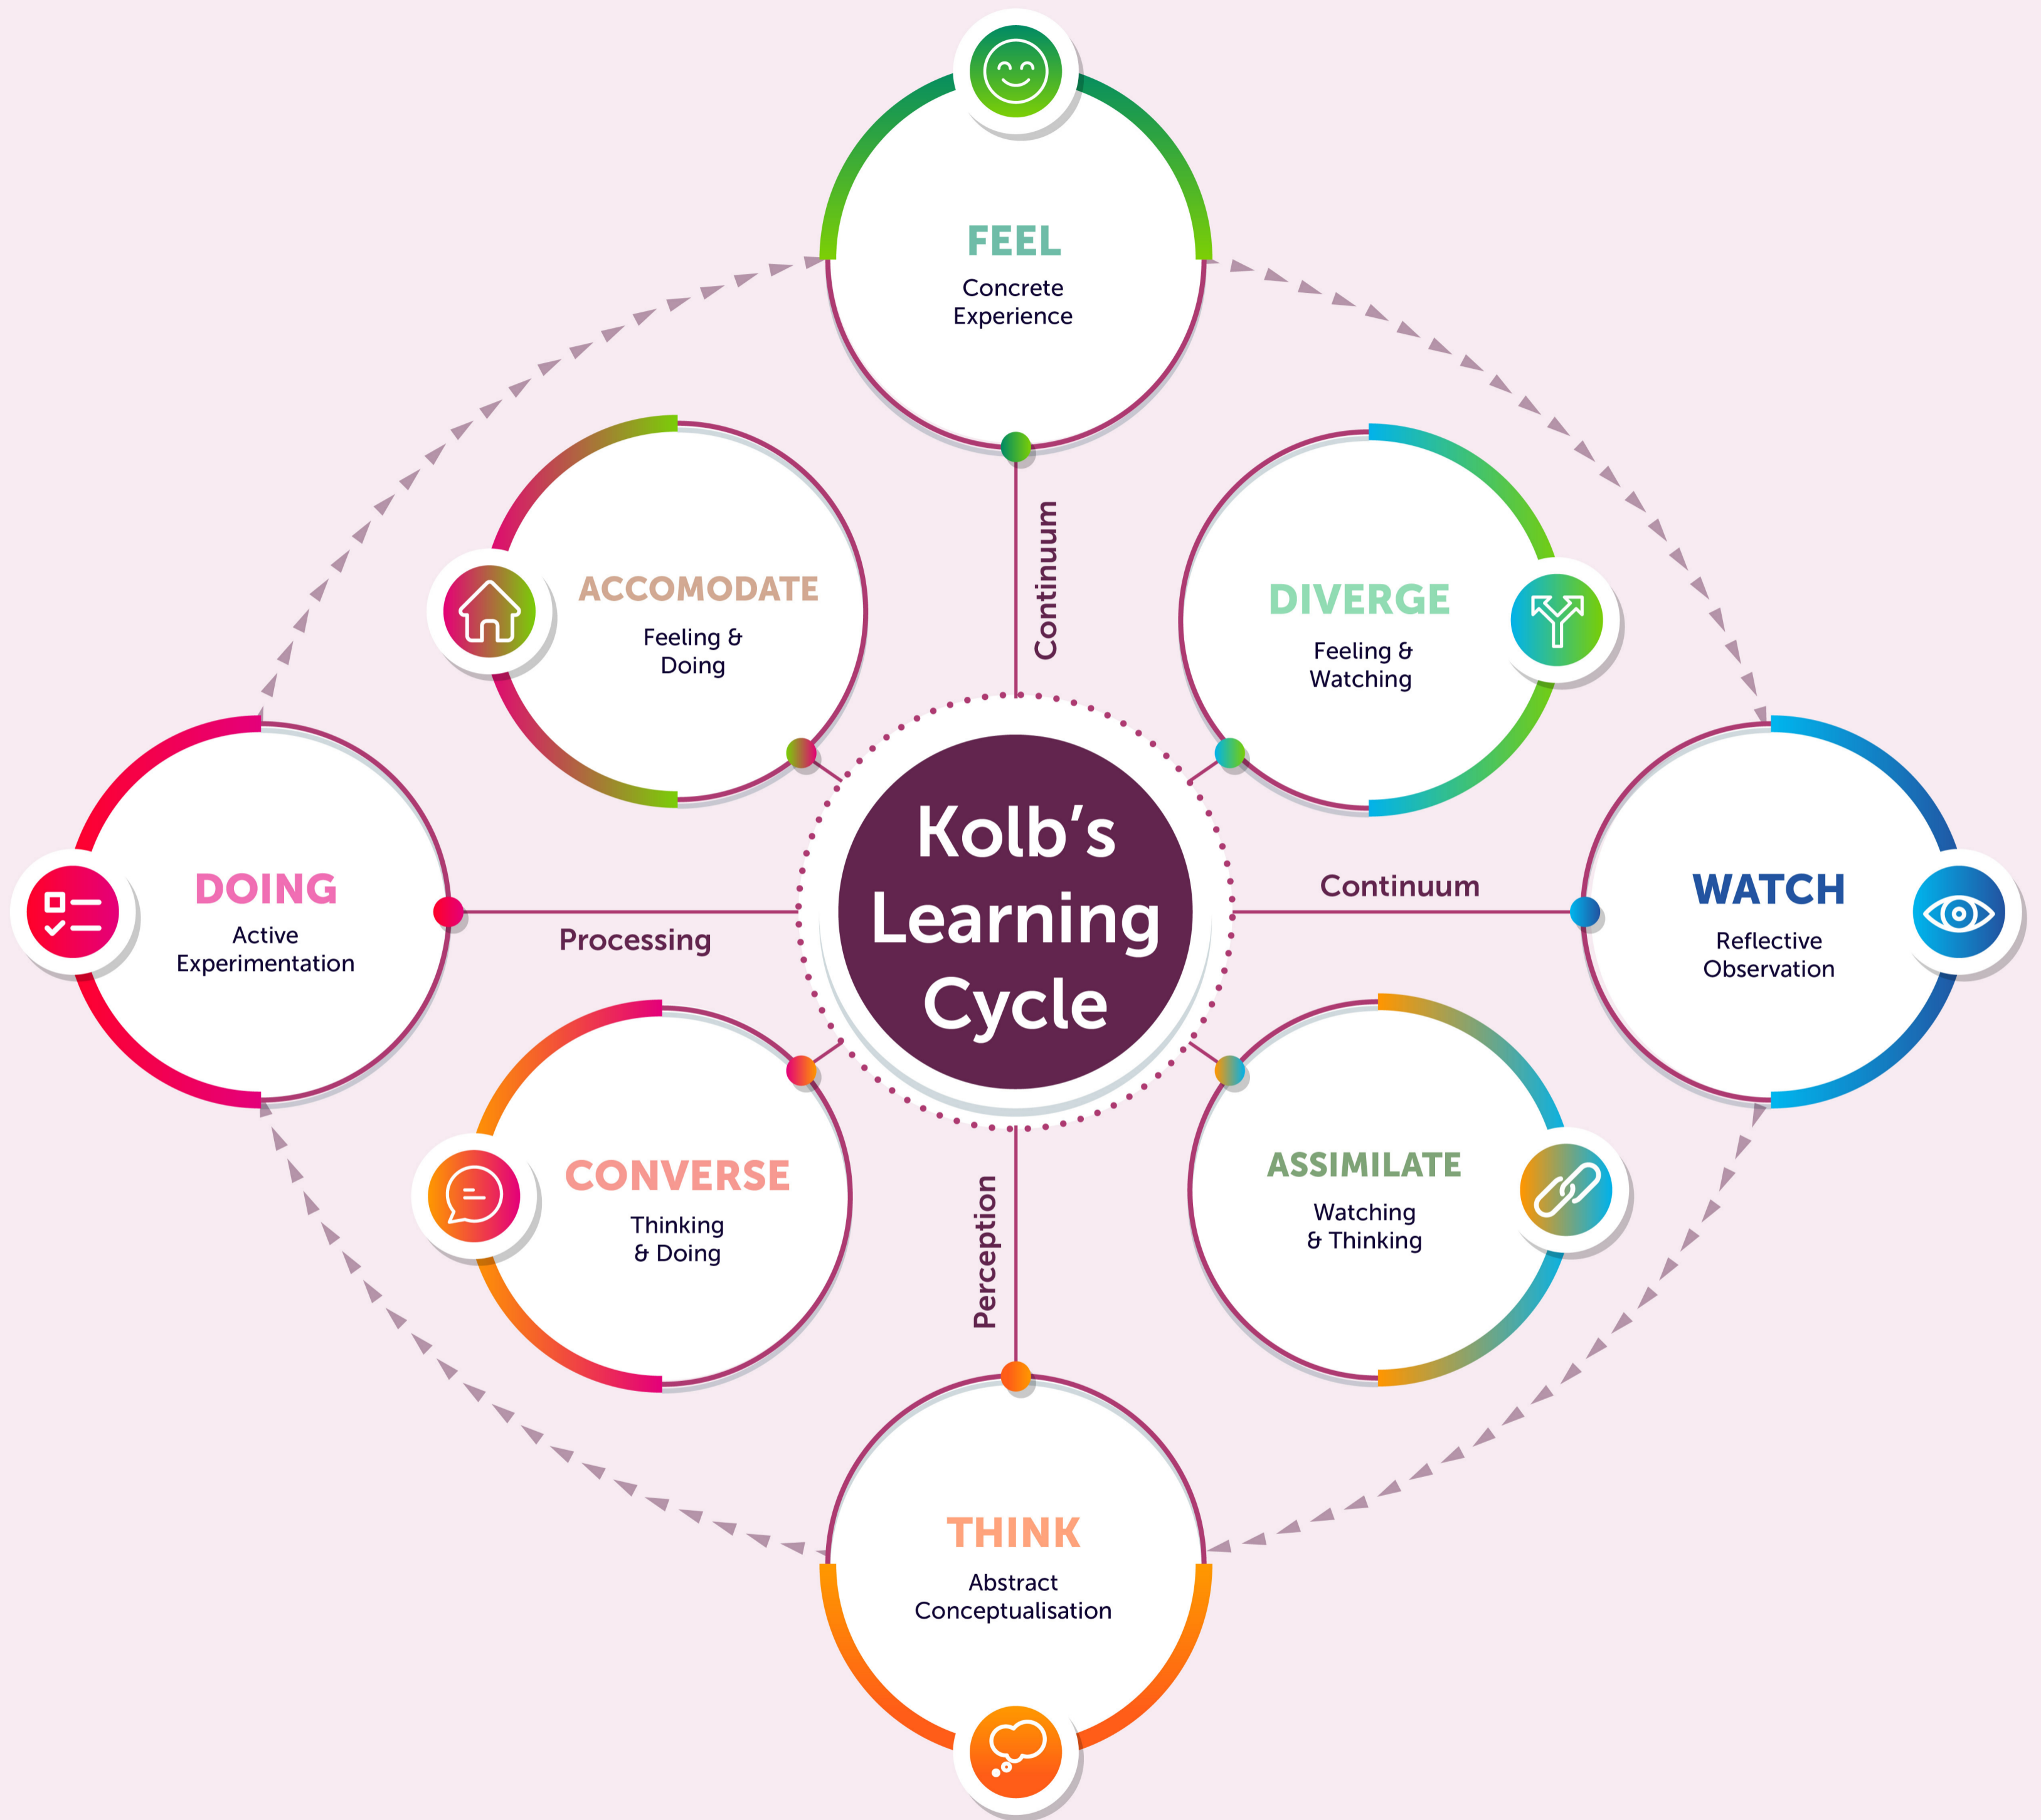 FEEL
Concrete
Experience
Continuum
ACCOMODATE
Feeling &
Doing
DIVERGE
Feeling &
Watching
Kolb's
Learning
Cycle
DOING
Active
Experimentation
Processing
Continuum
WATCH
Reflective
Observation
CONVERSE
Thinking
& Doing
Perception
ASSIMILATE
Watching
& Thinking
THINK
Abstract
Conceptualisation